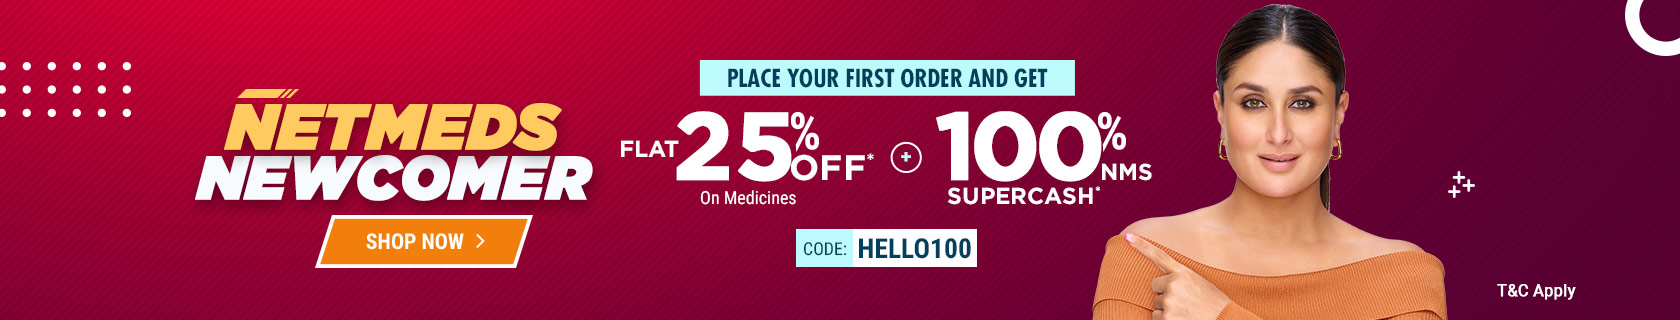 NETMEDS
NEWCOMER
SHOP NOW >
PLACE YOUR FIRST ORDER AND GET
FLAT 25% OFF*
On Medicines
+
100% NMS
SUPERCASH*
CODE: HELLO100
T&C Apply